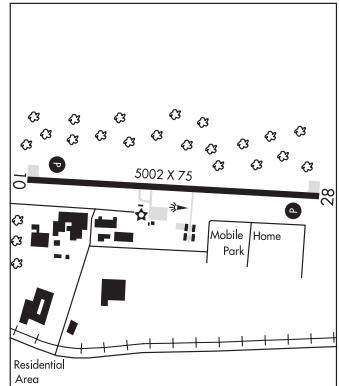 P
5002 X 75
10
28
P
Mobile Home
Park
Residential
Area